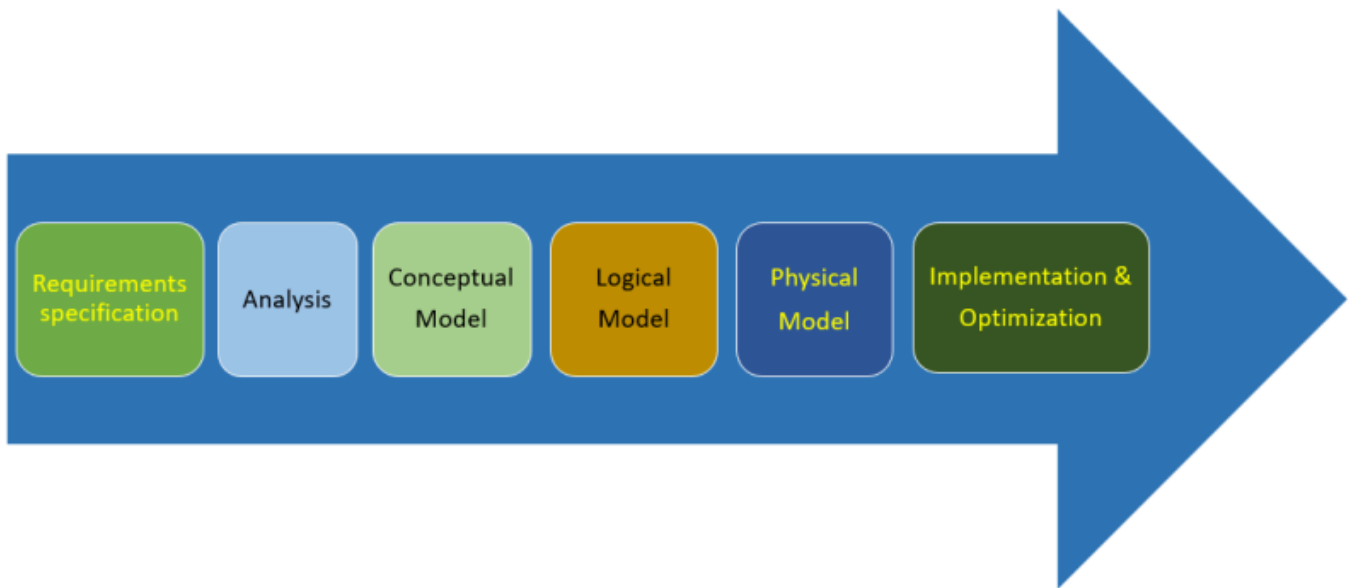 Requirements
specification
Analysis
Conceptual
Model
Logical
Model
Physical
Model
Implementation &
Optimization